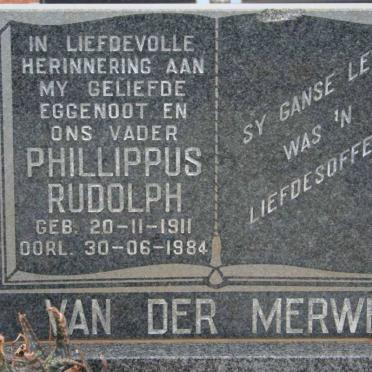 IN LIEFDEVOLLE
HERINNERING AAN
MY GELIEFDE
EGGENOOT EN
ONS VADER
PHILLIPPUS
RUDOLPH
GEB. 20-11-1911
OORL. 30-06-1984
SY GANSE LE
WAS 'N
LIEFDESOFFE
VAN DER MERW